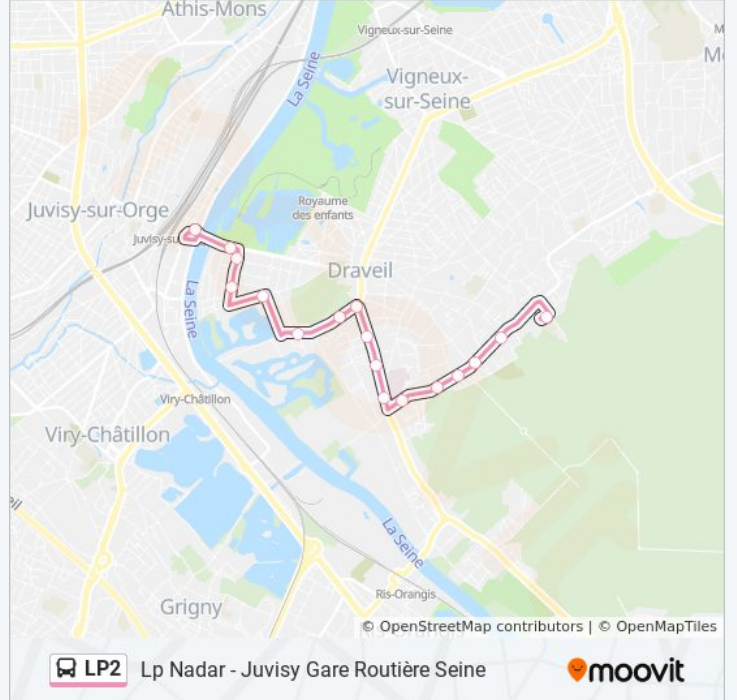 Athis-Mons
Vigneux-sur-Seine
M
La Seine
Vigneux-
sur-Seine
Juvisy-sur-Orge
Royaume
des enfants
Juvisy-su
Draveil
La Seine
Viry-Châtillon
Viry-Châtillon
La Seine
Ris-Orangis
Grigny
© OpenStreetMap contributors | © OpenMapTiles
LP2 Lp Nadar - Juvisy Gare Routière Seine
moovit